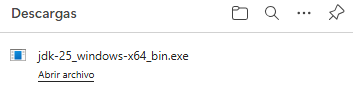 Descargas
jdk-25_windows-x64_bin.exe
Abrir archivo